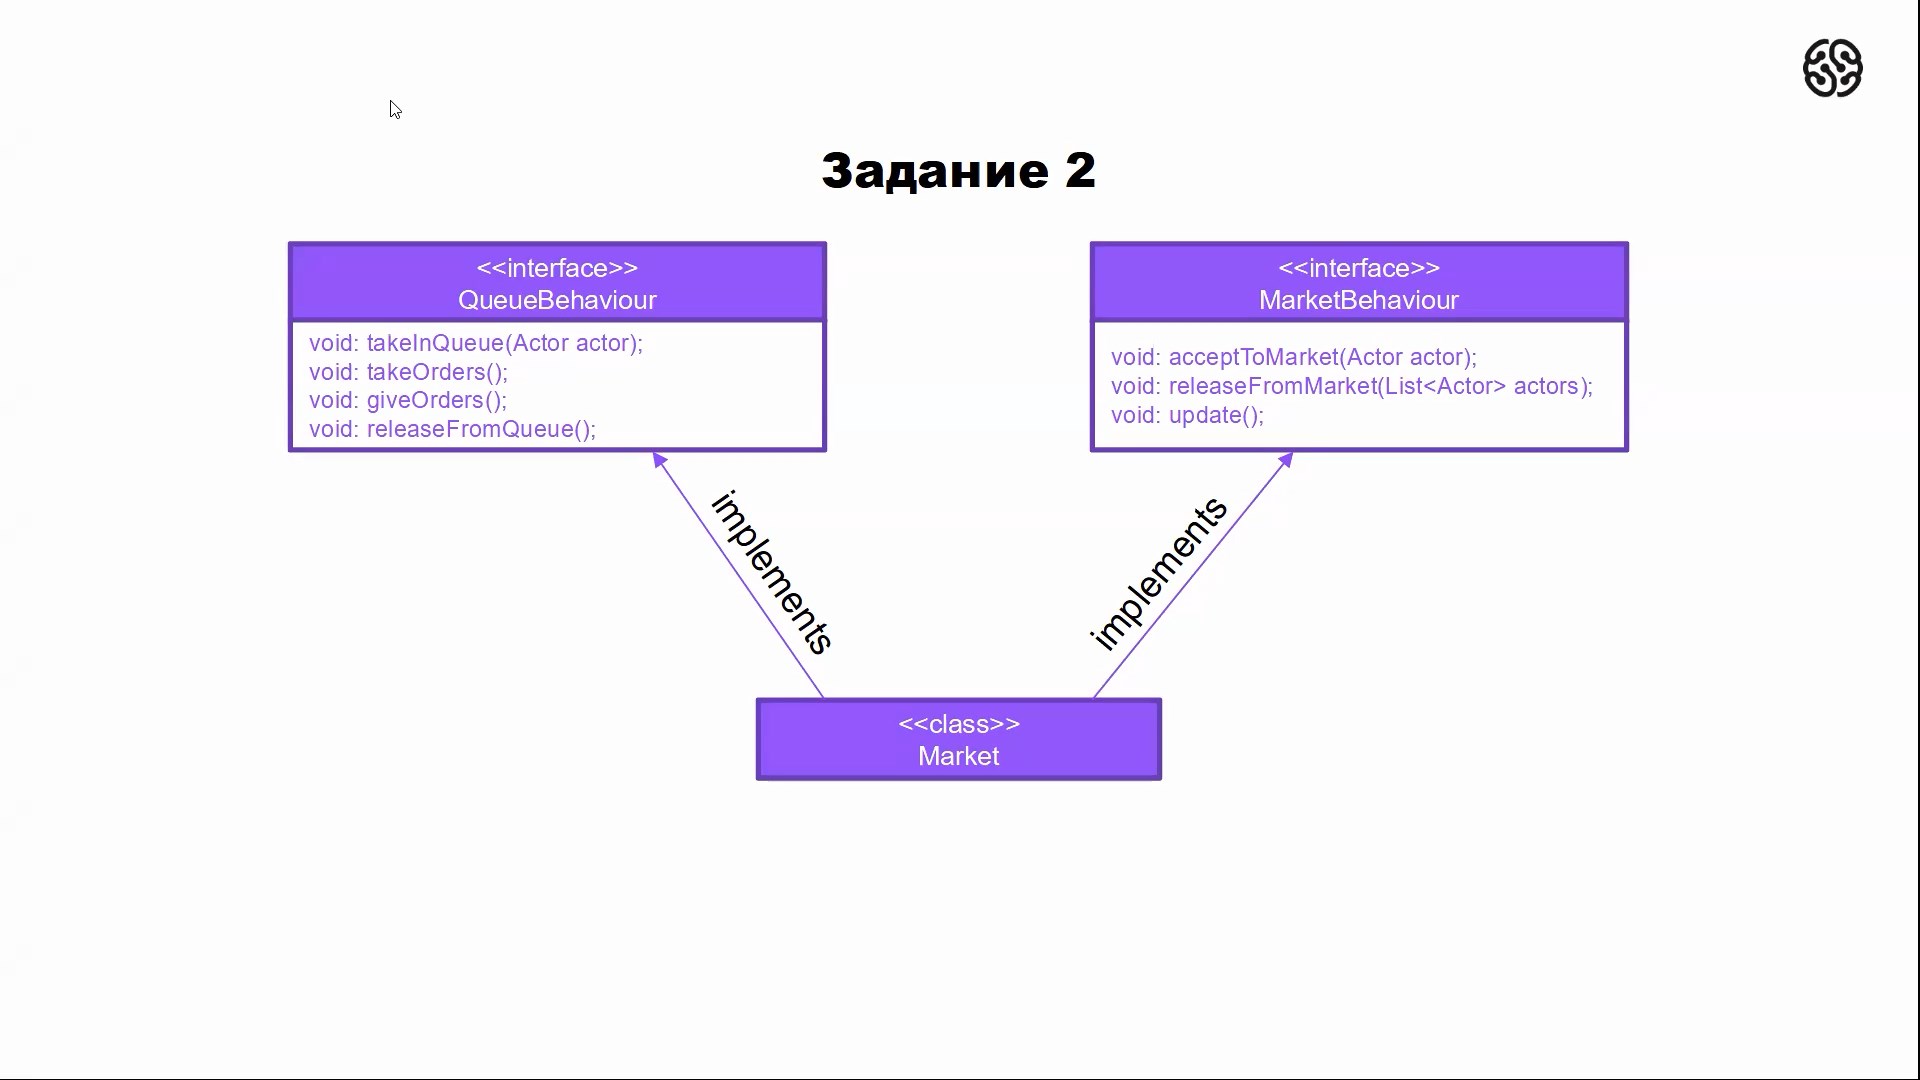 Задание 2
<<interface>>
QueueBehaviour
void: takeInQueue(Actor actor);
void: takeOrders();
void: giveOrders();
void: releaseFromQueue();
<<interface>>
MarketBehaviour
void: acceptToMarket(Actor actor);
void: releaseFromMarket(List<Actor> actors);
void: update();
implements
implements
<<class>>
Market